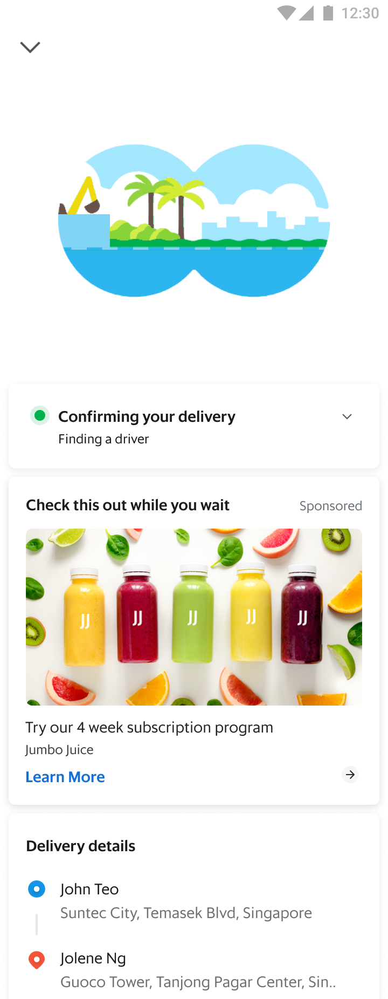 12:30
Confirming your delivery
Finding a driver
Check this out while you wait
Sponsored
JJ JJ JJ JJ JJ
Try our 4 week subscription program
Jumbo Juice
Learn More
Delivery details
John Teo
Suntec City, Temasek Blvd, Singapore
Jolene Ng
Guoco Tower, Tanjong Pagar Center, Sin..